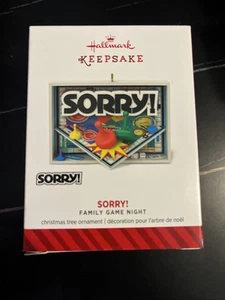 Hallmark
KEEPSAKE
SORRY!
SORRY!
SORRY!
FAMILY GAME NIGHT
christmas tree ornament | décoration pour l'arbre de noël